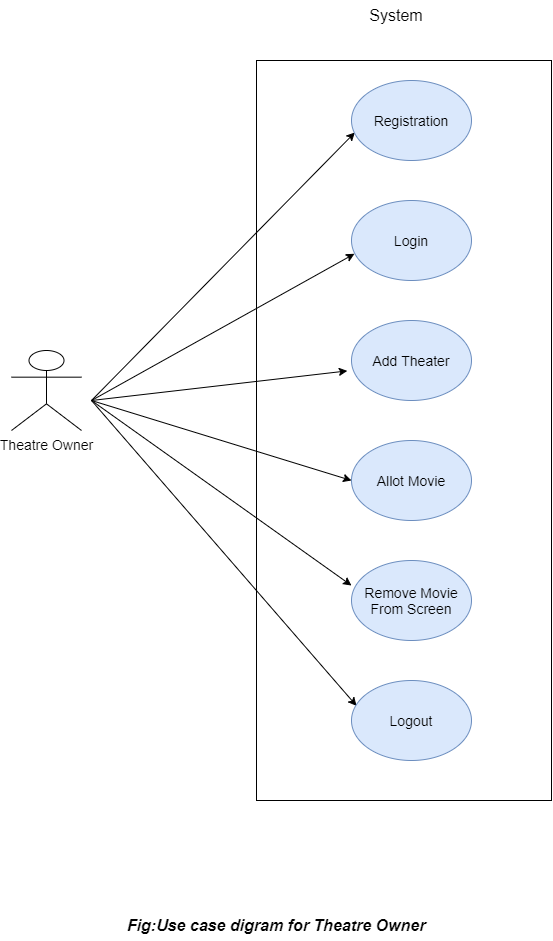 System
Registration
Login
Add Theater
Theatre Owner
Allot Movie
Remove Movie
From Screen
Logout
Fig:Use case digram for Theatre Owner